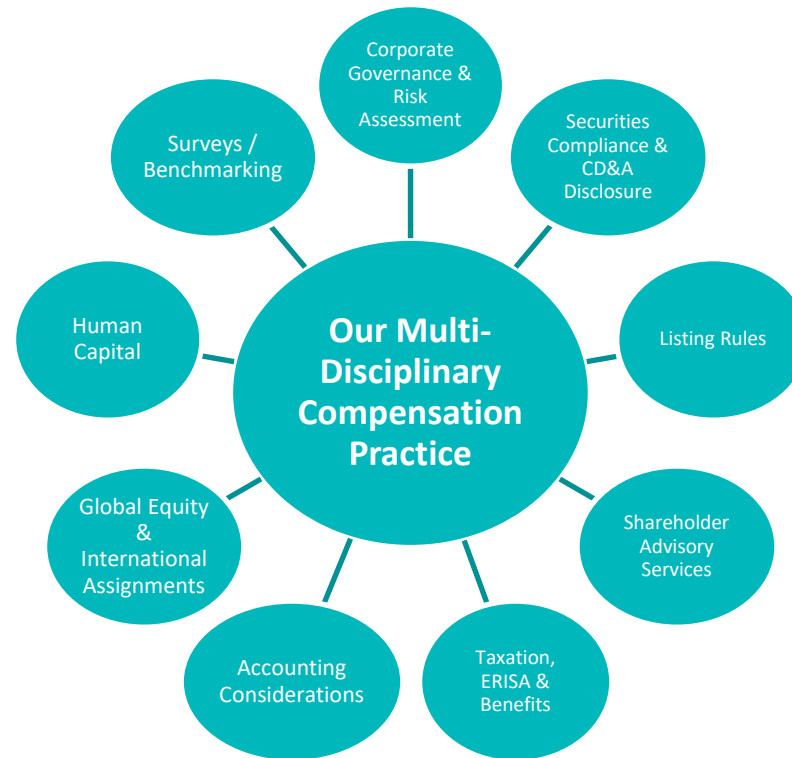 Corporate
Governance &
Risk
Assessment
Securities
Compliance &
CD&A
Disclosure
Surveys /
Benchmarking
Human
Capital
Our Multi-
Disciplinary
Compensation
Practice
Listing Rules
Global Equity
&
International
Assignments
Shareholder
Advisory
Services
Accounting
Considerations
Taxation,
ERISA &
Benefits